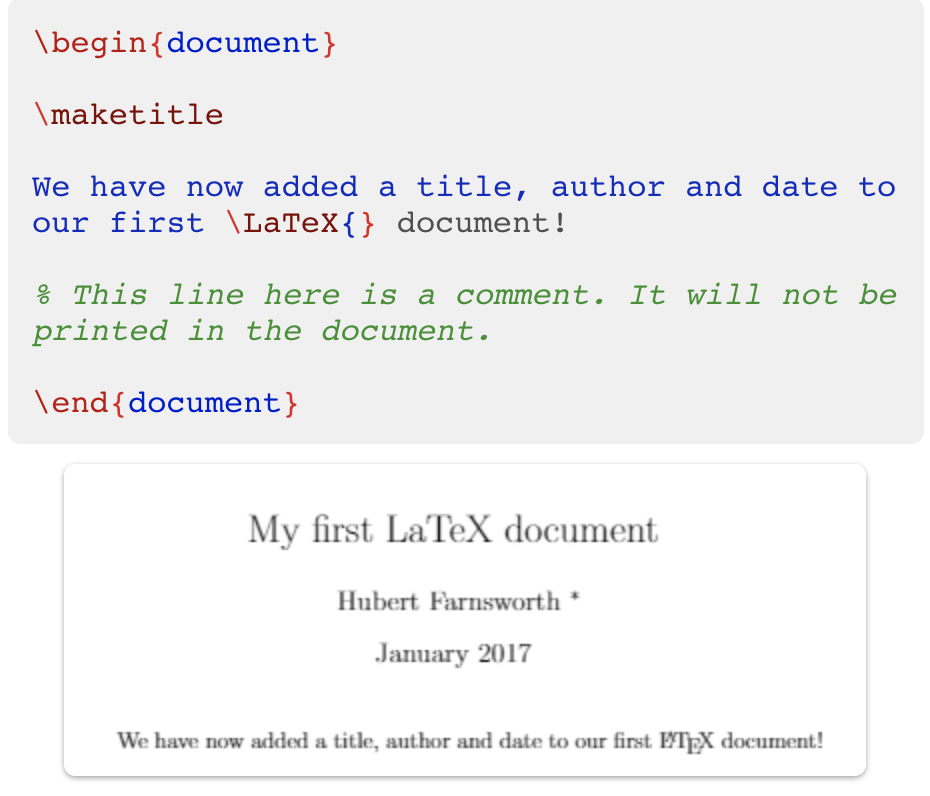 \begin{document}
\maketitle
We have now added a title, author and date to
our first \LaTeX{} document!
% This line here is a comment. It will not be
printed in the document.
\end{document}
My first LaTeX document
Hubert Farnsworth *
January 2017
We have now added a title, author and date to our first LATEX document!